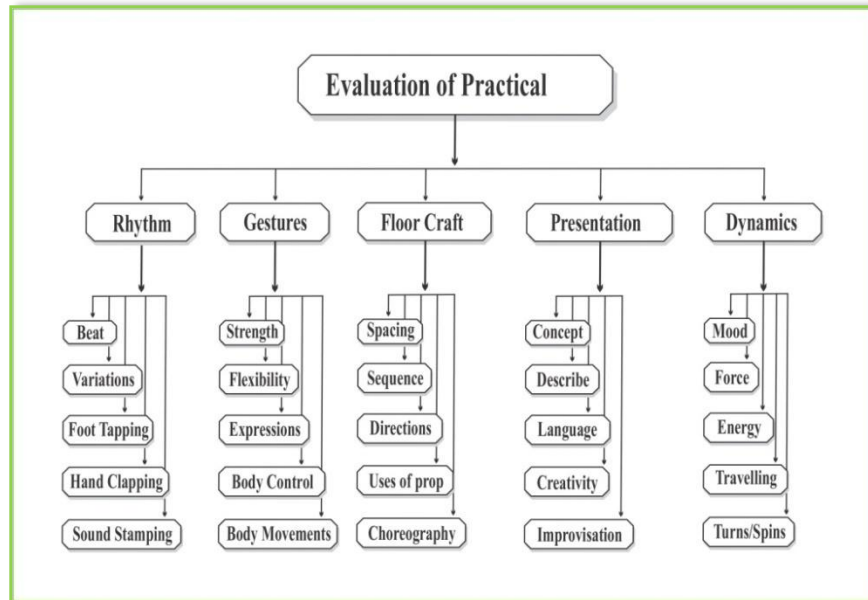 Evaluation of Practical
Rhythm
Gestures
Floor Craft
Presentation
Dynamics
Beat
Variations
Foot Tapping
Hand Clapping
Sound Stamping
Strength
Flexibility
Expressions
Body Control
Body Movements
Spacing
Sequence
Directions
Uses of prop
Choreography
Concept
Describe
Language
Creativity
Improvisation
Mood
Force
Energy
Travelling
Turns/Spins